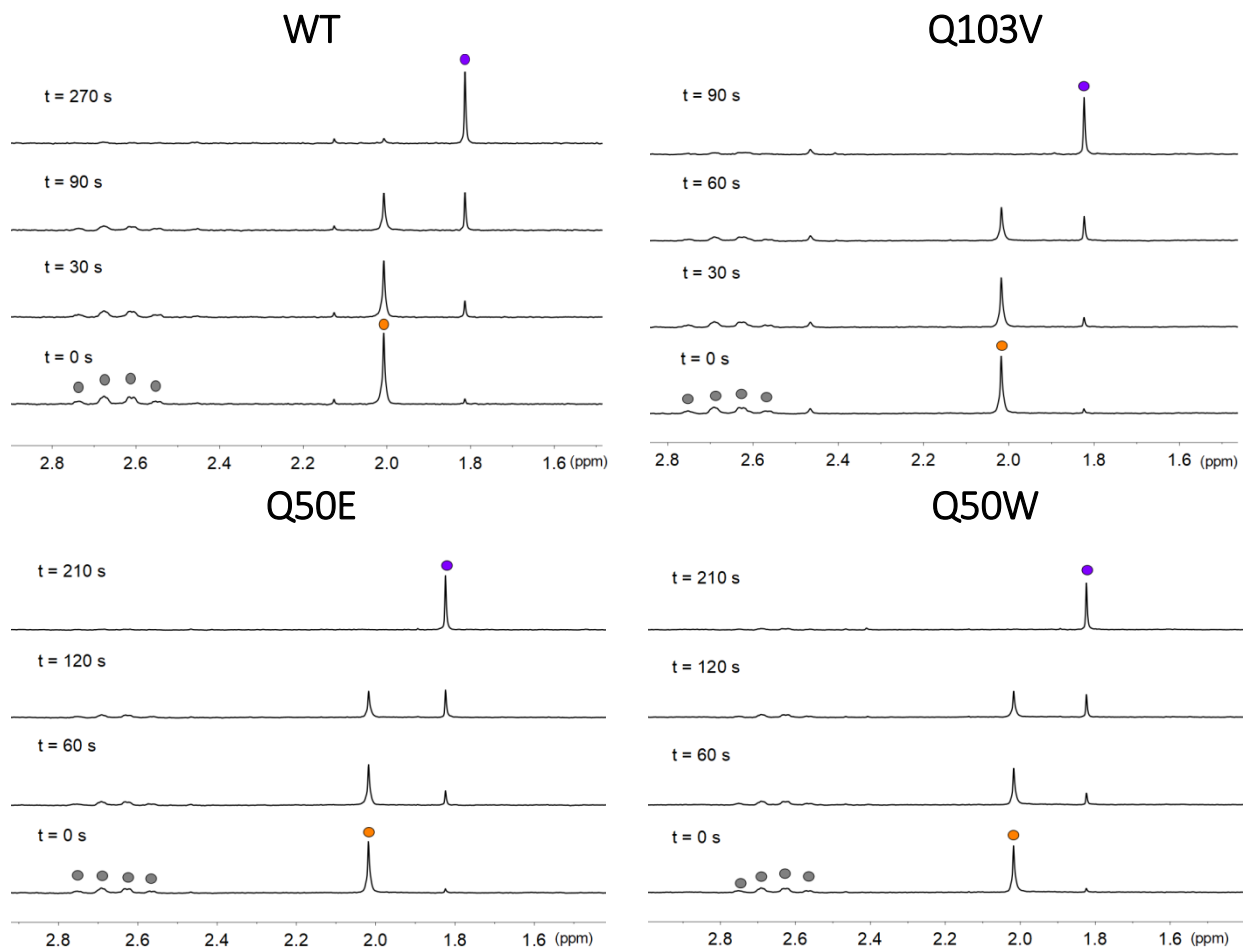 WT
t = 270 s
t = 90 s
t = 30 s
t = 0 s
2.8 2.6 2.4 2.2 2.0 1.8 1.6 (ppm)
Q103V
t = 90 s
t = 60 s
t = 30 s
t = 0 s
2.8 2.6 2.4 2.2 2.0 1.8 1.6 (ppm)
Q50E
t = 210 s
t = 120 s
t = 60 s
t = 0 s
2.8 2.6 2.4 2.2 2.0 1.8 1.6 (ppm)
Q50W
t = 210 s
t = 120 s
t = 60 s
t = 0 s
2.8 2.6 2.4 2.2 2.0 1.8 1.6 (ppm)